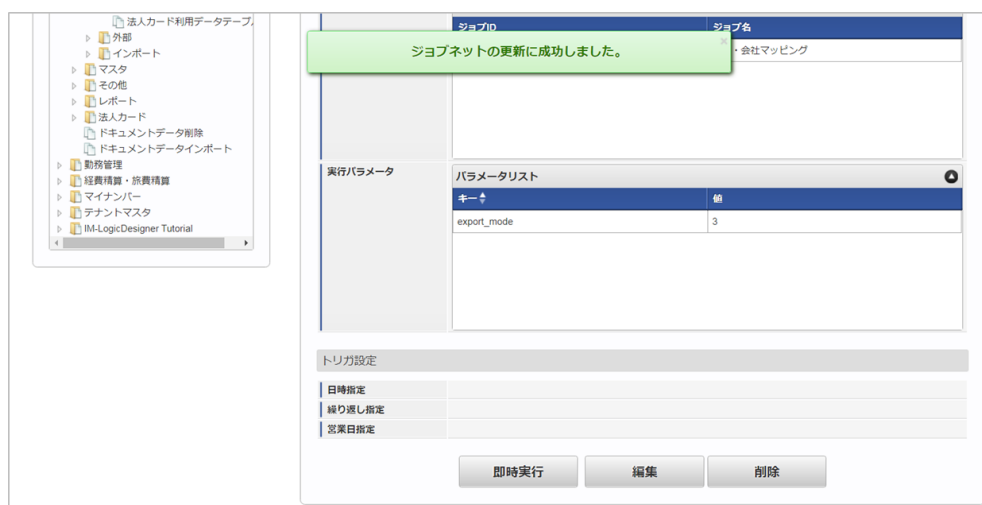 法人カード利用データテーブ
外部
インポート
マスタ
その他
レポート
法人カード
ドキュメントデータ削除
ドキュメントデータインポート
勤務管理
経費精算・旅費精算
マイナンバー
テナントマスタ
IM-LogicDesigner Tutorial
ジョブID ジョブ名
ジョブネットの更新に成功しました。
・会社マッピング
実行パラメータ
パラメータリスト
キー 値
export_mode 3
トリガ設定
日時指定
繰り返し指定
営業日指定
即時実行 編集 削除